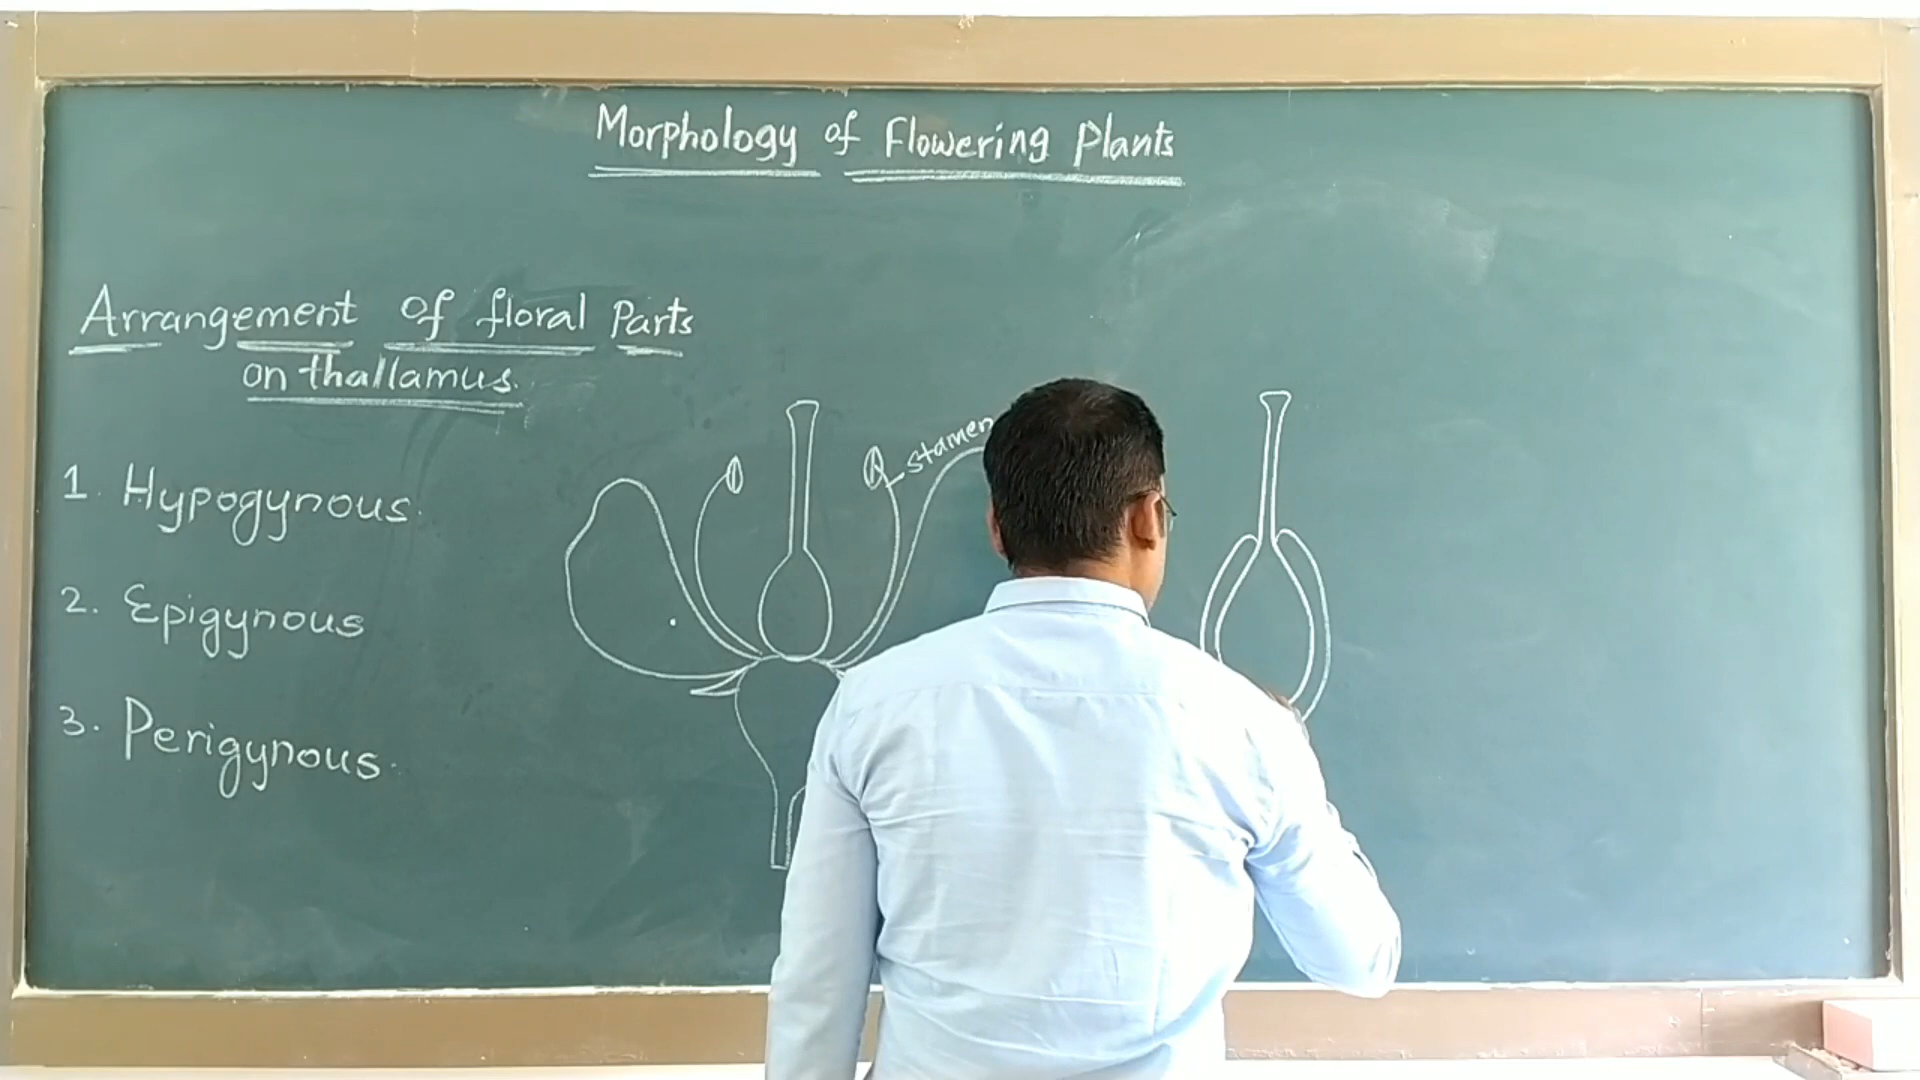 Morphology of Flowering Plants
Arrangement of floral Parts
on thallamus.
1. Hypogynous.
2. Epigynous
3. Perigynous.
stamen